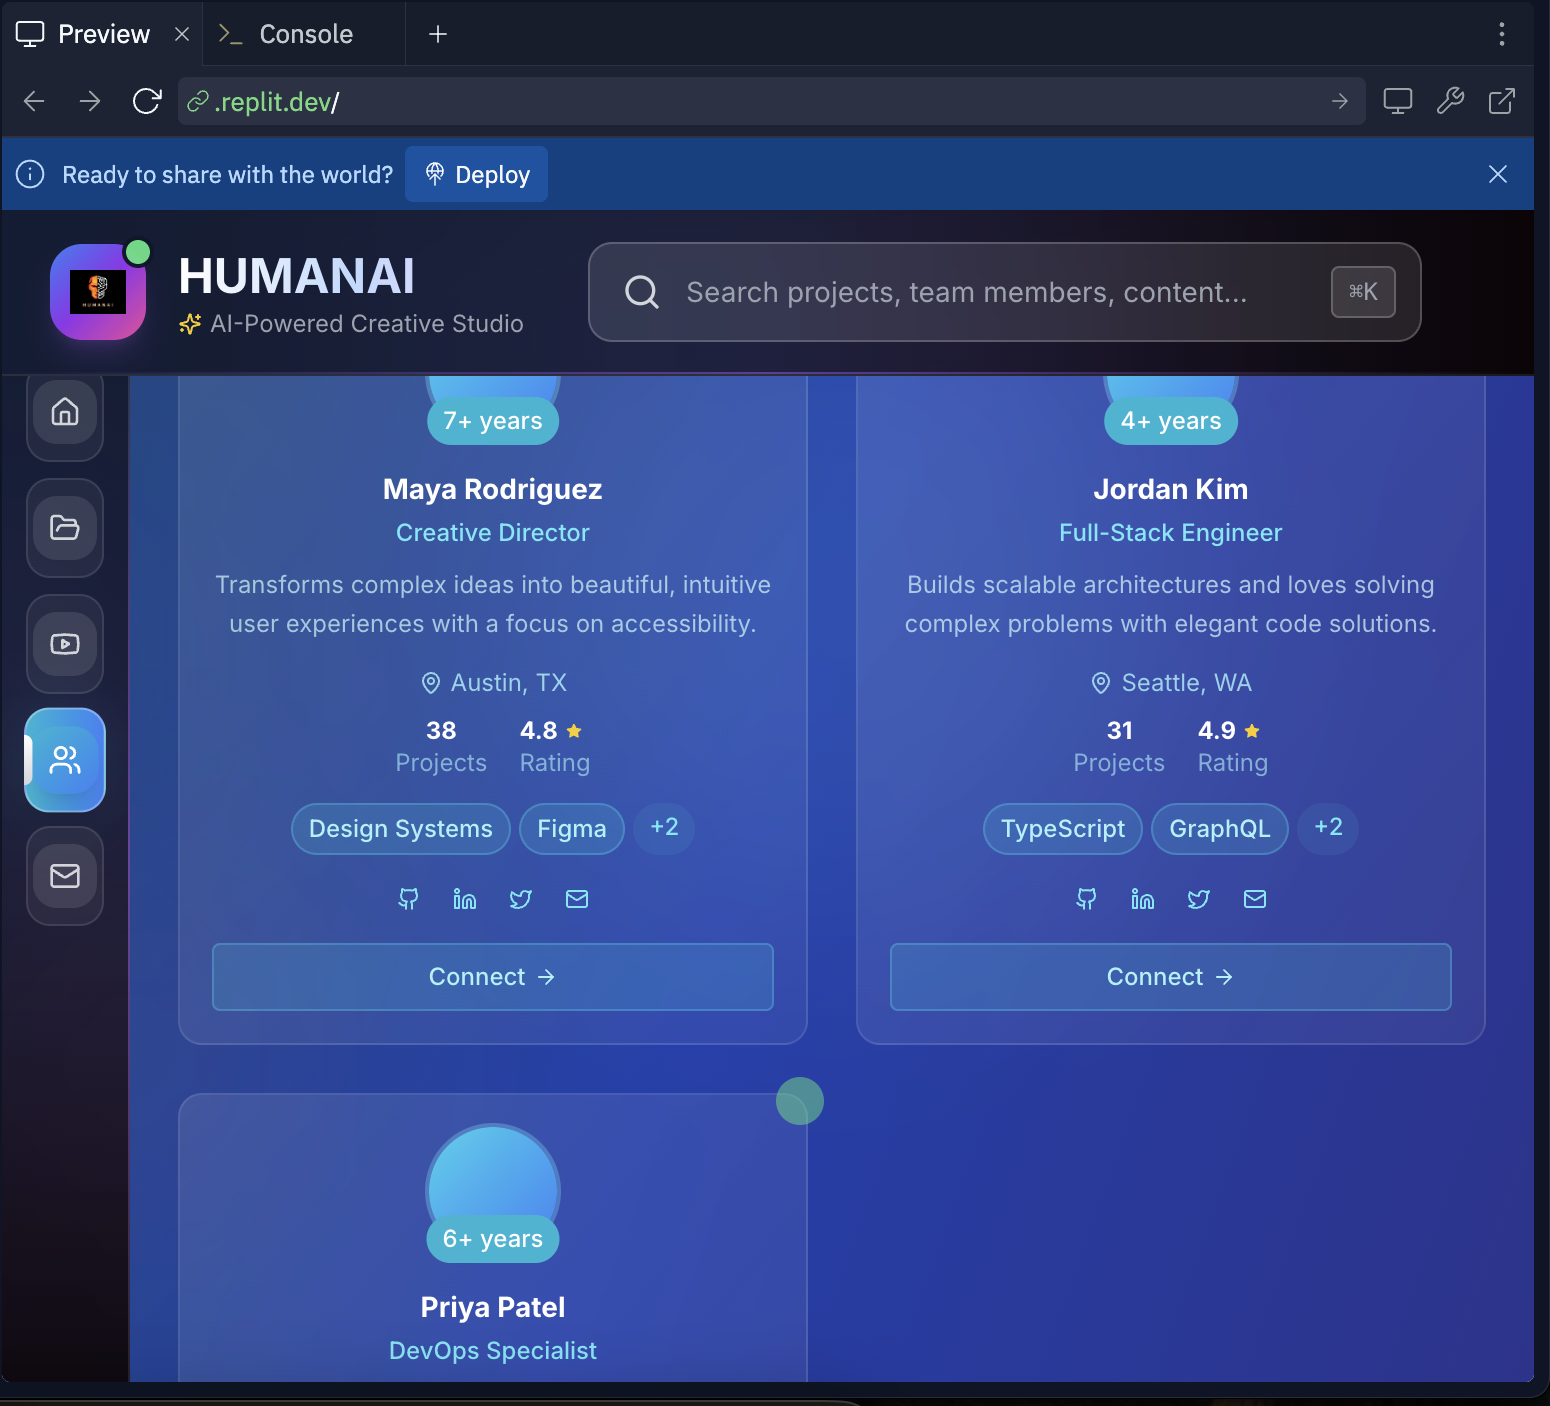 Preview
Console
.replit.dev/
Ready to share with the world?
Deploy
HUMANAI
HUMANAI
AI-Powered Creative Studio
Search projects, team members, content...
⌘K
7+ years
Maya Rodriguez
Creative Director
Transforms complex ideas into beautiful, intuitive
user experiences with a focus on accessibility.
Austin, TX
38
4.8
Projects
Rating
Design Systems
Figma
+2
in
Connect →
4+ years
Jordan Kim
Full-Stack Engineer
Builds scalable architectures and loves solving
complex problems with elegant code solutions.
Seattle, WA
31
4.9
Projects
Rating
TypeScript
GraphQL
+2
in
Connect →
6+ years
Priya Patel
DevOps Specialist